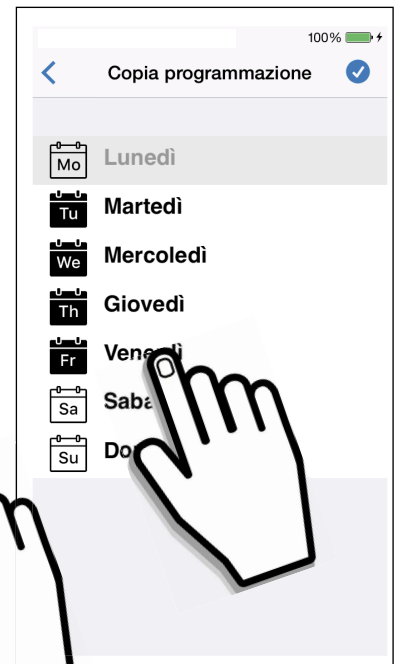 100%
Copia programmazione
Mo Lunedì
Tu Martedì
We Mercoledì
Th Giovedì
Fr
Sa
Su